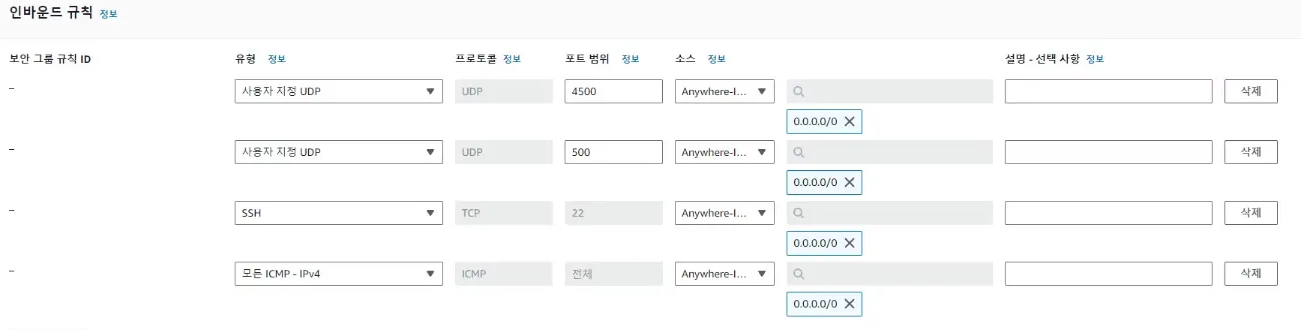 인바운드 규칙 정보
보안 그룹 규칙 ID 유형 정보 프로토콜 정보 포트 범위 정보 소스 정보 설명 - 선택 사항 정보
- 사용자 지정 UDP UDP 4500 Anywhere-I... 삭제
0.0.0.0/0
- 사용자 지정 UDP UDP 500 Anywhere-I... 삭제
0.0.0.0/0
- SSH TCP 22 Anywhere-I... 삭제
0.0.0.0/0
- 모든 ICMP - IPv4 ICMP 전체 Anywhere-I... 삭제
0.0.0.0/0